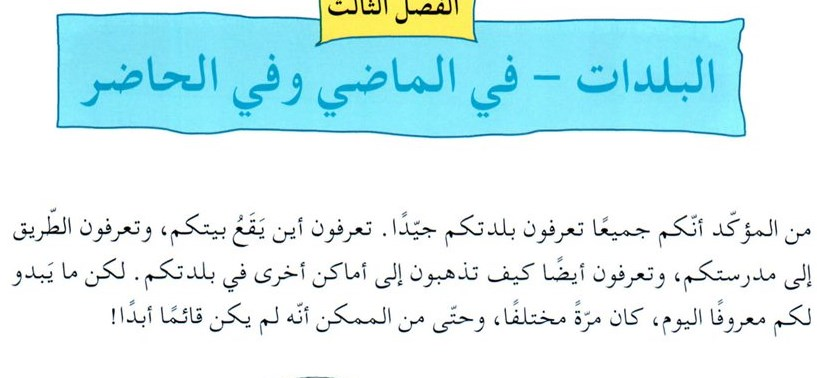 الفصل الثالث
البلدات – في الماضي وفي الحاضر
من المؤكّد أنّكم جميعًا تعرفون بلدتكم جيّدًا. تعرفون أين يَقَعُ بيتكم، وتعرفون الطّريق
إلى مدرستكم، وتعرفون أيضًا كيف تذهبون إلى أماكن أخرى في بلدتكم. لكن ما يَبدو
لكم معروفًا اليوم، كان مرّةً مختلفًا، وحتّى من الممكن أنّه لم يكن قائمًا أبدًا!